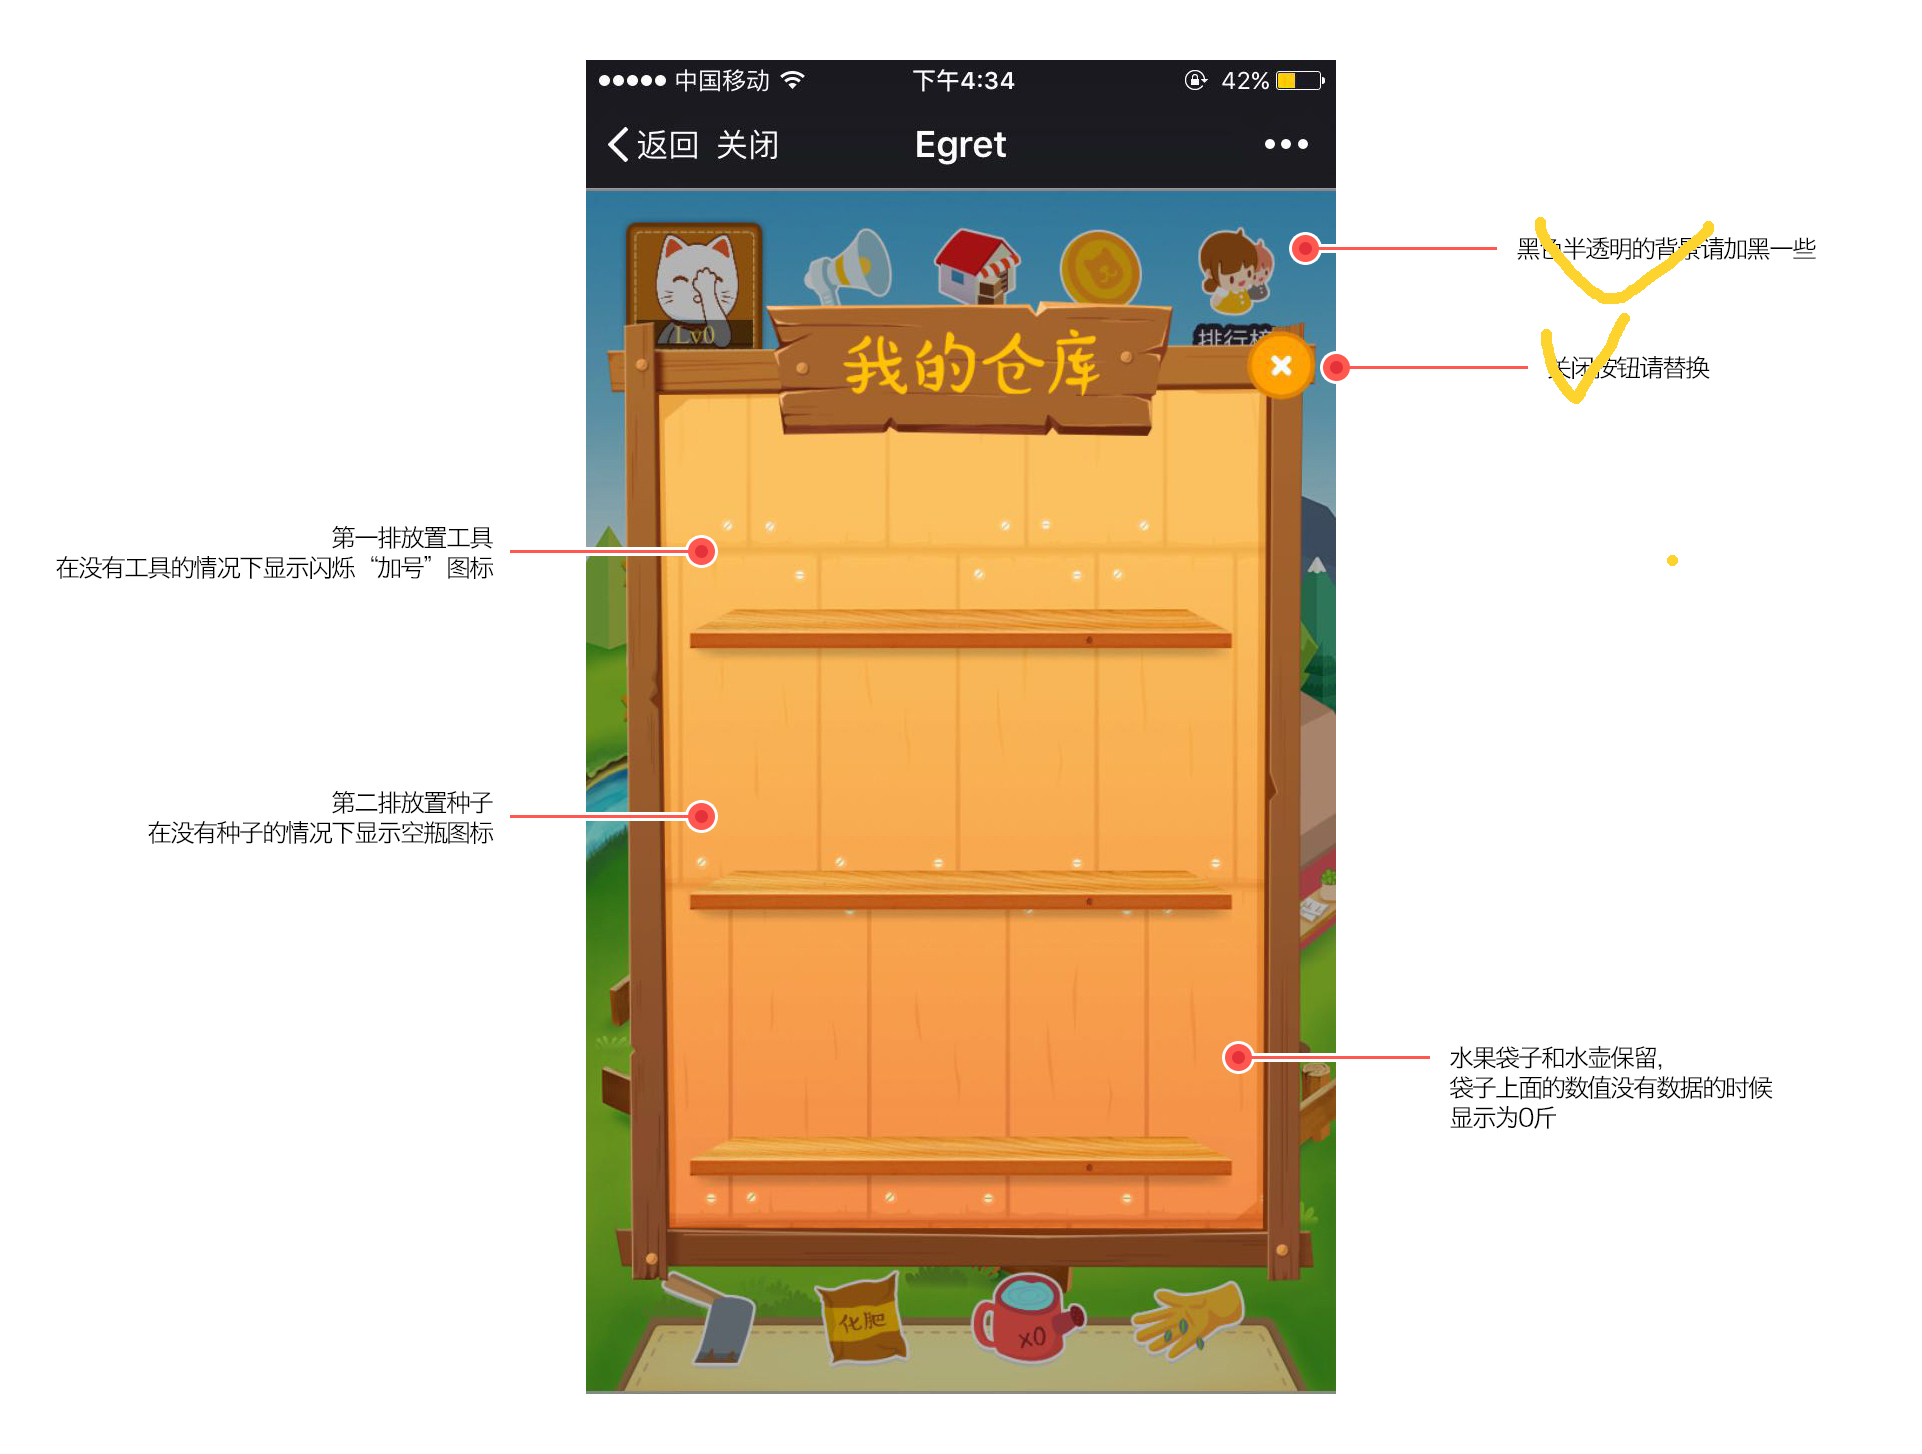 中国移动
下午4:34
42%
返回 关闭
Egret
黑色半透明的背景请加黑一些
Lv0
排行榜
我的仓库
关闭按钮请替换
第一排放置工具
在没有工具的情况下显示闪烁“加号”图标
第二排放置种子
在没有种子的情况下显示空瓶图标
水果袋子和水壶保留,
袋子上面的数值没有数据的时候
显示为0斤
化肥
x0